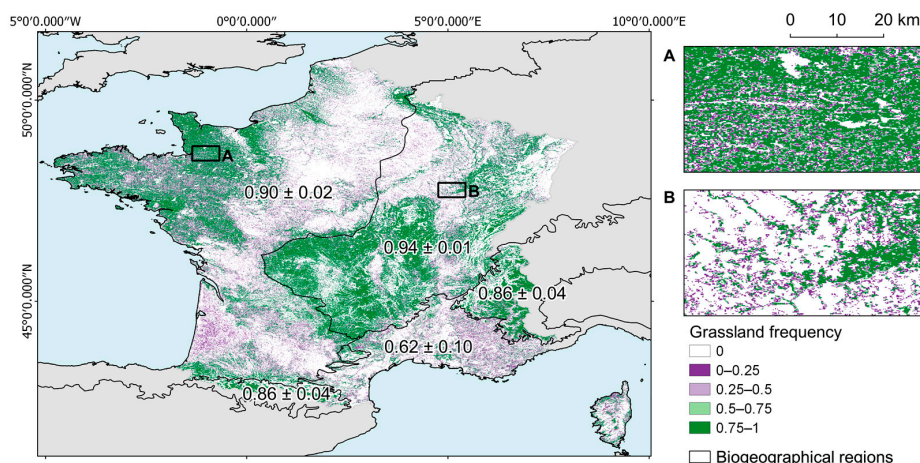 5°0'0.000"W
0°0'0.000"
5°0'0.000"E
10°0'0.000"E
0 10 20 km
50°0'0.000"N
45°0'0.000"N
A
B
0.90 ± 0.02
0.94 ± 0.01
0.86 ± 0.04
0.62 ± 0.10
0.86 ± 0.04
A
B
Grassland frequency
0
0–0.25
0.25–0.5
0.5–0.75
0.75–1
Biogeographical regions